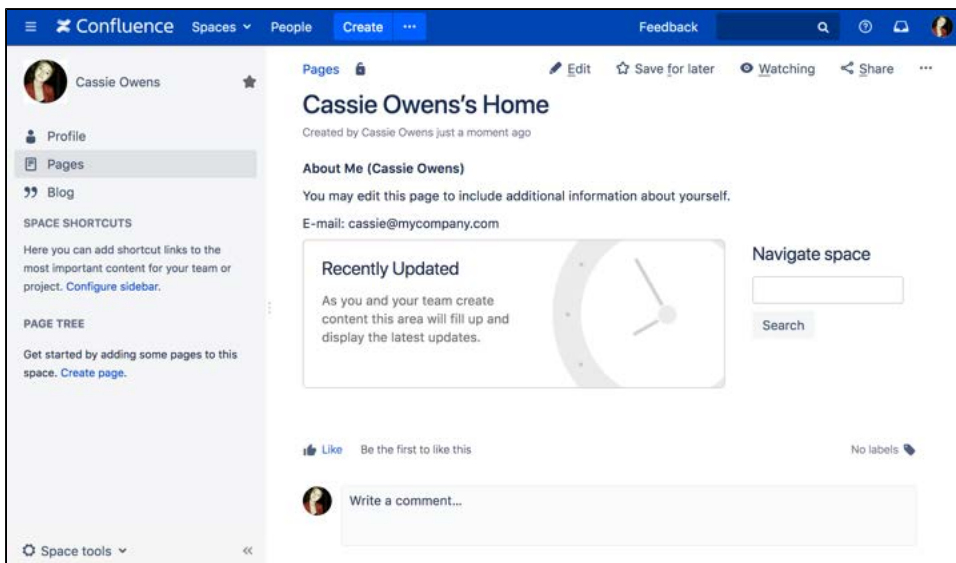 Confluence Spaces People Create ··· Feedback
Cassie Owens
Profile
Pages
Blog
SPACE SHORTCUTS
Here you can add shortcut links to the
most important content for your team or
project. Configure sidebar.
PAGE TREE
Get started by adding some pages to this
space. Create page.
Space tools
Pages Edit Save for later Watching Share ···
Cassie Owens's Home
Created by Cassie Owens just a moment ago
About Me (Cassie Owens)
You may edit this page to include additional information about yourself.
E-mail: cassie@mycompany.com
Recently Updated
As you and your team create
content this area will fill up and
display the latest updates.
Navigate space
Search
Like Be the first to like this No labels
Write a comment...